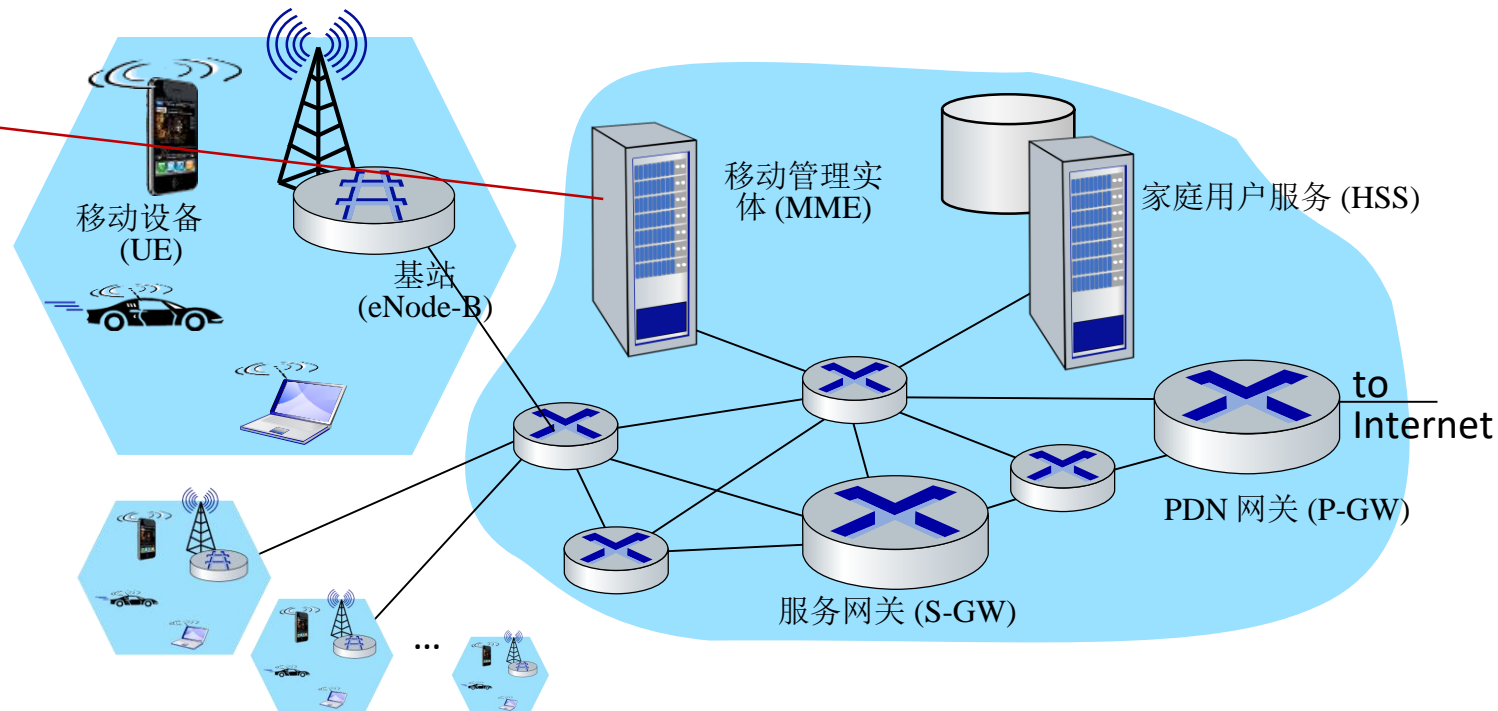 移动设备
(UE)
基站
(eNode-B)
移动管理实
体 (MME)
家庭用户服务 (HSS)
to
Internet
PDN 网关 (P-GW)
服务网关 (S-GW)
...